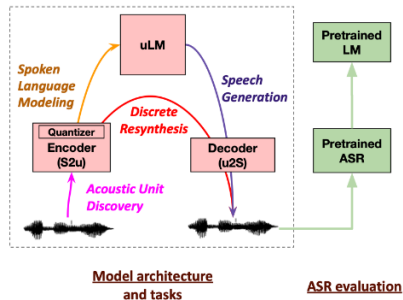 uLM
Pretrained
LM
Spoken
Language
Modeling
Speech
Generation
Discrete
Resynthesis
Quantizer
Encoder
(S2u)
Decoder
(u2S)
Pretrained
ASR
Acoustic Unit
Discovery
Model architecture
and tasks
ASR evaluation